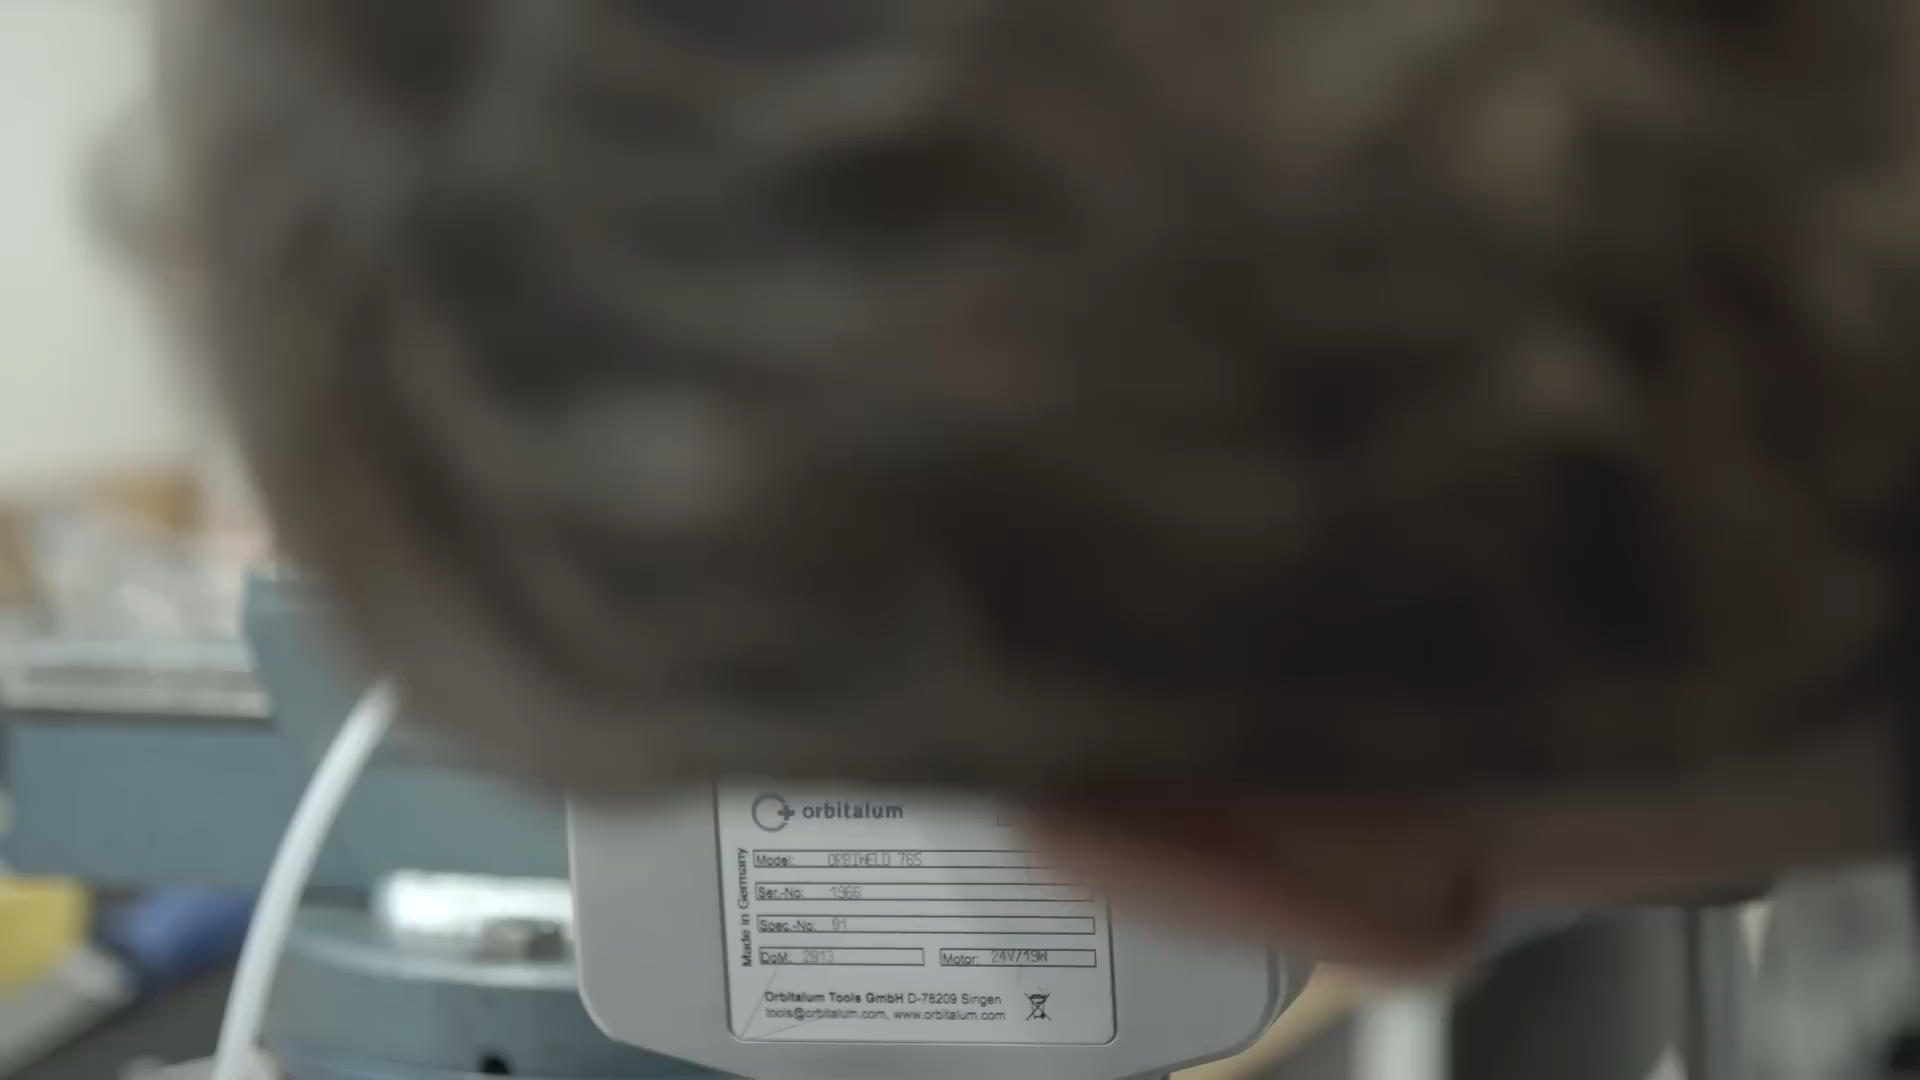 orbitalum
Made in Germany
Model: ORBIWELD 76S
Ser.-No: 1966
Spec.-No: 01
DoM. 2013 Motor: 24V/19W
Orbitalum Tools GmbH D-78209 Singen
tools@orbitalum.com, www.orbitalum.com